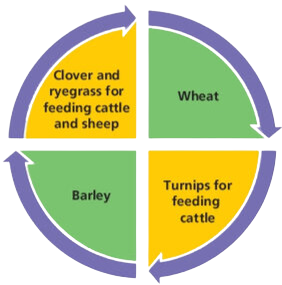 Clover and
ryegrass for
feeding cattle
and sheep
Wheat
Barley
Turnips for
feeding
cattle